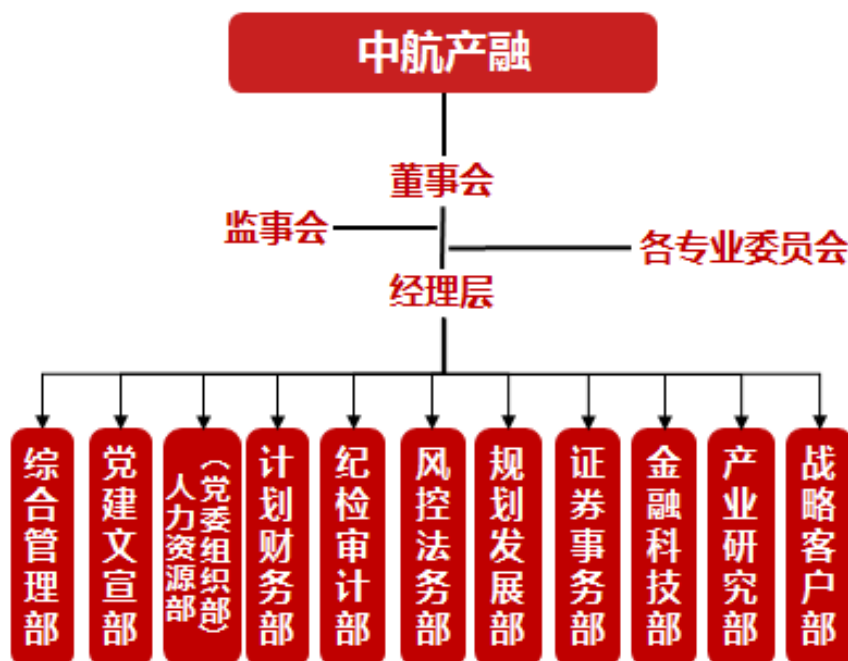 中航产融
董事会
监事会
各专业委员会
经理层
综合管理部
党建文宣部
人力资源部
（党委组织部）
计划财务部
纪检审计部
风控法务部
规划发展部
证券事务部
金融科技部
产业研究部
战略客户部